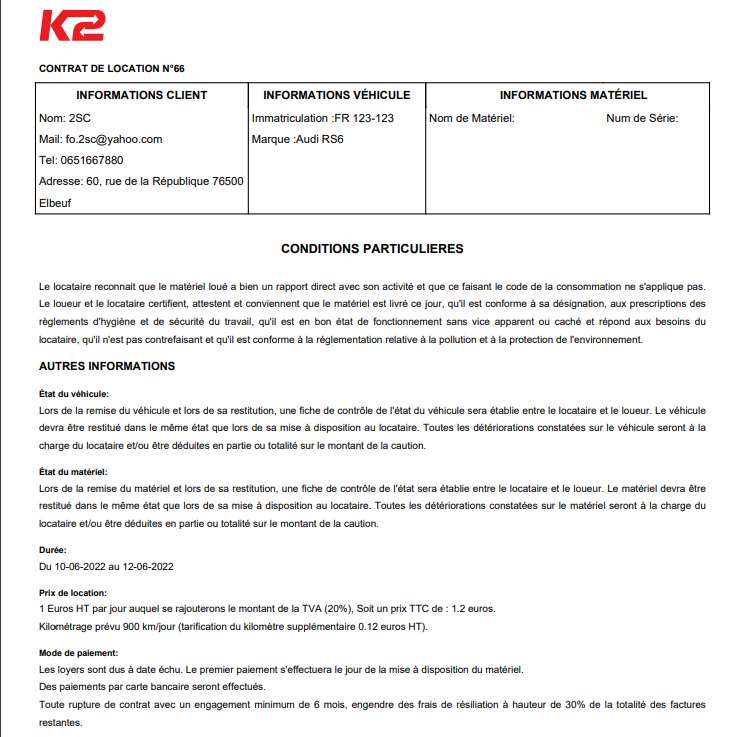 K2
CONTRAT DE LOCATION N°66
INFORMATIONS CLIENT
Nom: 2SC
Mail: fo.2sc@yahoo.com
Tel: 0651667880
Adresse: 60, rue de la République 76500
Elbeuf
INFORMATIONS VÉHICULE
Immatriculation :FR 123-123
Marque :Audi RS6
INFORMATIONS MATÉRIEL
Nom de Matériel: Num de Série:
CONDITIONS PARTICULIERES
Le locataire reconnait que le matériel loué a bien un rapport direct avec son activité et que ce faisant le code de la consommation ne s'applique pas.
Le loueur et le locataire certifient, attestent et conviennent que le matériel est livré ce jour, qu'il est conforme à sa désignation, aux prescriptions des
règlements d'hygiène et de sécurité du travail, qu'il est en bon état de fonctionnement sans vice apparent ou caché et répond aux besoins du
locataire, qu'il n'est pas contrefaisant et qu'il est conforme à la réglementation relative à la pollution et à la protection de l'environnement.
AUTRES INFORMATIONS
État du véhicule:
Lors de la remise du véhicule et lors de sa restitution, une fiche de contrôle de l'état du véhicule sera établie entre le locataire et le loueur. Le véhicule
devra être restitué dans le même état que lors de sa mise à disposition au locataire. Toutes les détériorations constatées sur le véhicule seront à la
charge du locataire et/ou être déduites en partie ou totalité sur le montant de la caution.
État du matériel:
Lors de la remise du matériel et lors de sa restitution, une fiche de contrôle de l'état sera établie entre le locataire et le loueur. Le matériel devra être
restitué dans le même état que lors de sa mise à disposition au locataire. Toutes les détériorations constatées sur le matériel seront à la charge du
locataire et/ou être déduites en partie ou totalité sur le montant de la caution.
Durée:
Du 10-06-2022 au 12-06-2022
Prix de location:
1 Euros HT par jour auquel se rajouterons le montant de la TVA (20%), Soit un prix TTC de : 1.2 euros.
Kilométrage prévu 900 km/jour (tarification du kilomètre supplémentaire 0.12 euros HT).
Mode de paiement:
Les loyers sont dus à date échu. Le premier paiement s'effectuera le jour de la mise à disposition du matériel.
Des paiements par carte bancaire seront effectués.
Toute rupture de contrat avec un engagement minimum de 6 mois, engendre des frais de résiliation à hauteur de 30% de la totalité des factures
restantes.